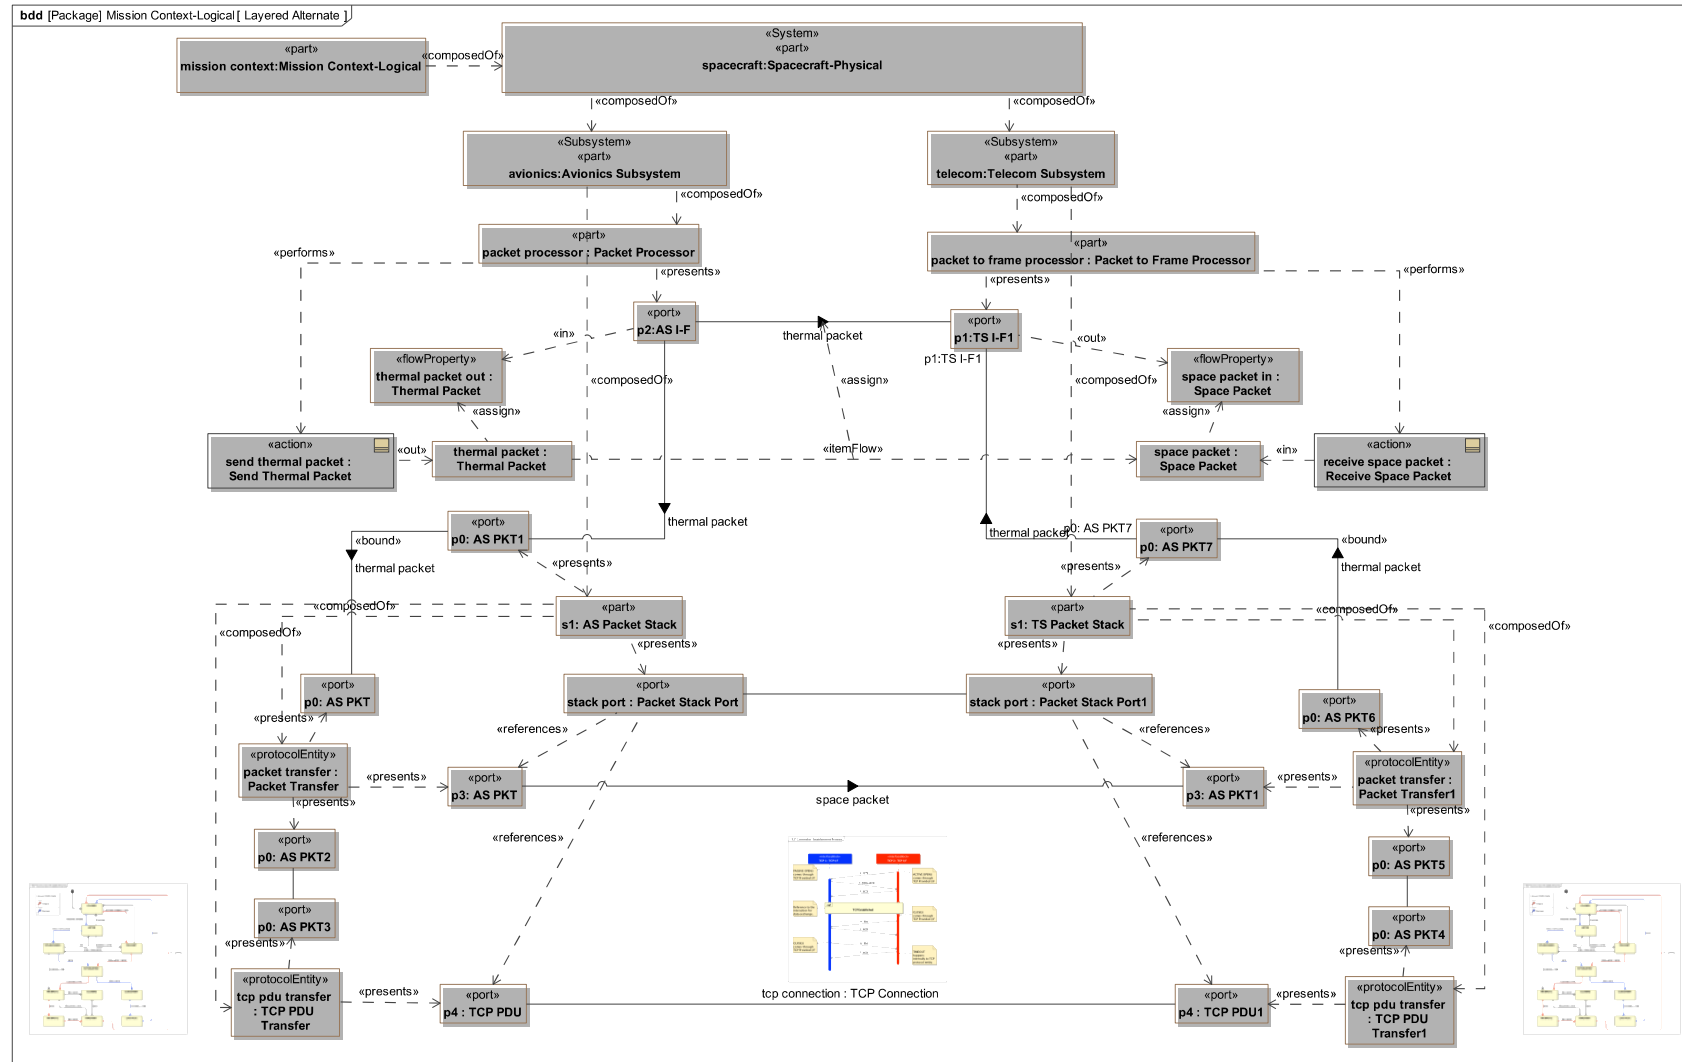 bdd [Package] Mission Context-Logical[ Layered Alternate ]
«part»
mission context:Mission Context-Logical
«composedOf»
«System»
«part»
spacecraft:Spacecraft-Physical
«composedOf»
«composedOf»
«Subsystem»
«part»
avionics:Avionics Subsystem
«Subsystem»
«part»
telecom:Telecom Subsystem
«composedOf»
«composedOf»
«part»
packet processor : Packet Processor
«part»
packet to frame processor : Packet to Frame Processor
«performs»
«presents»
«presents»
«performs»
«port»
p2:AS I-F
thermal packet
«port»
p1:TS I-F1
p1:TS I-F1
«in»
«out»
«flowProperty»
thermal packet out :
Thermal Packet
«flowProperty»
space packet in :
Space Packet
«composedOf»
«assign»
«composedOf»
«assign»
«assign»
«action»
send thermal packet :
Send Thermal Packet
«out»
thermal packet :
Thermal Packet
«itemFlow»
space packet :
Space Packet
«in»
«action»
receive space packet :
Receive Space Packet
thermal packet
thermal packet
«port»
p0: AS PKT1
p0: AS PKT7
«port»
p0: AS PKT7
«bound»
thermal packet
«bound»
thermal packet
«presents»
«presents»
«part»
s1: AS Packet Stack
«part»
s1: TS Packet Stack
«composedOf»
«composedOf»
«composedOf»
«composedOf»
«presents»
«presents»
«port»
p0: AS PKT
«port»
stack port : Packet Stack Port
«port»
stack port : Packet Stack Port1
«port»
p0: AS PKT6
«presents»
«references»
«references»
«presents»
«protocolEntity»
packet transfer :
Packet Transfer
«presents»
«port»
p3: AS PKT
space packet
«port»
p3: AS PKT1
«presents»
«protocolEntity»
packet transfer :
Packet Transfer1
«presents»
«presents»
«port»
p0: AS PKT2
«references»
«references»
«port»
p0: AS PKT5
«port»
p0: AS PKT3
«port»
p0: AS PKT4
«presents»
«presents»
«protocolEntity»
tcp pdu transfer
: TCP PDU
Transfer
«presents»
«port»
p4 : TCP PDU
tcp connection : TCP Connection
«port»
p4 : TCP PDU1
«presents»
«protocolEntity»
tcp pdu transfer
: TCP PDU
Transfer1